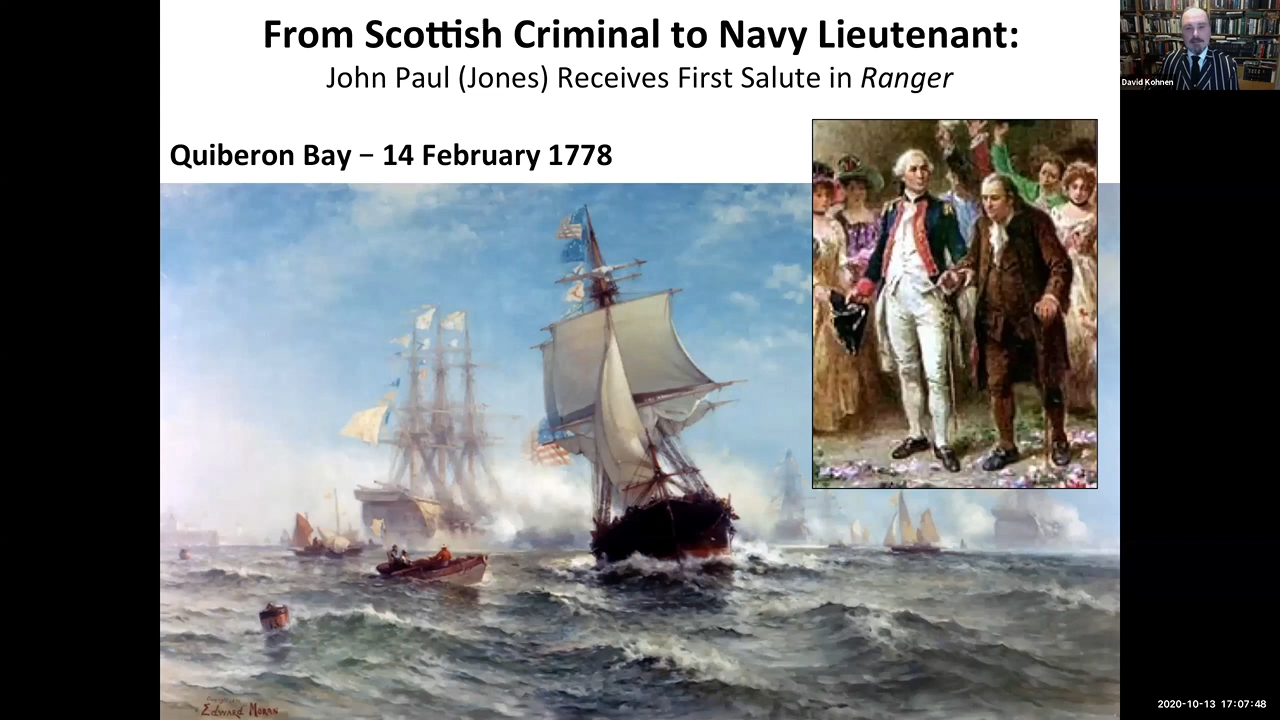 From Scottish Criminal to Navy Lieutenant:
John Paul (Jones) Receives First Salute in Ranger
David Kohnen
Quiberon Bay – 14 February 1778
Edward Moran
2020-10-13 17:07:48